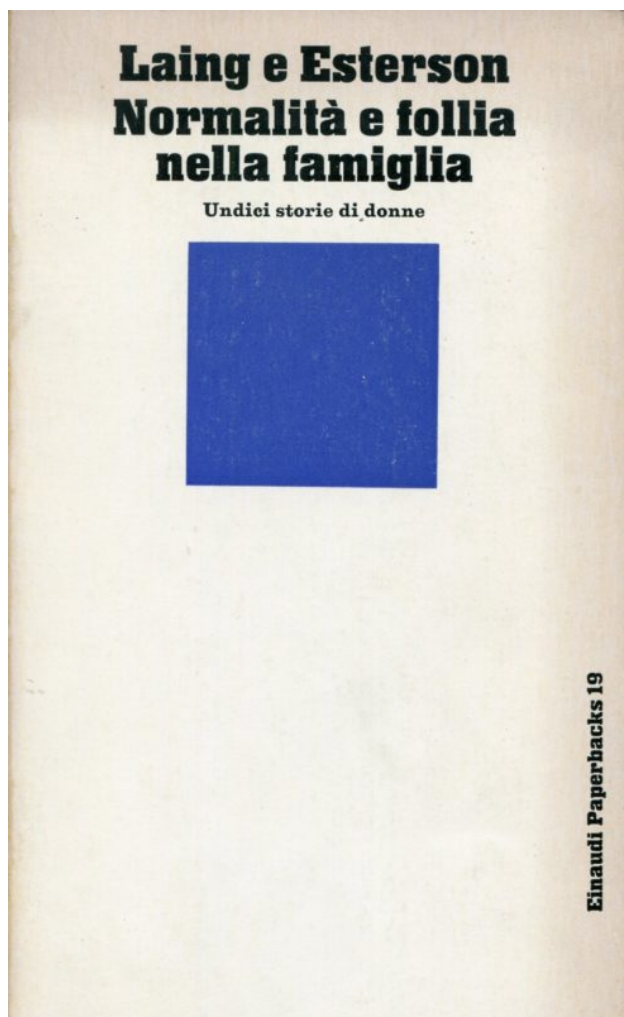 Laing e Esterson
Normalità e follia
nella famiglia
Undici storie di donne
Einaudi Paperbacks 19